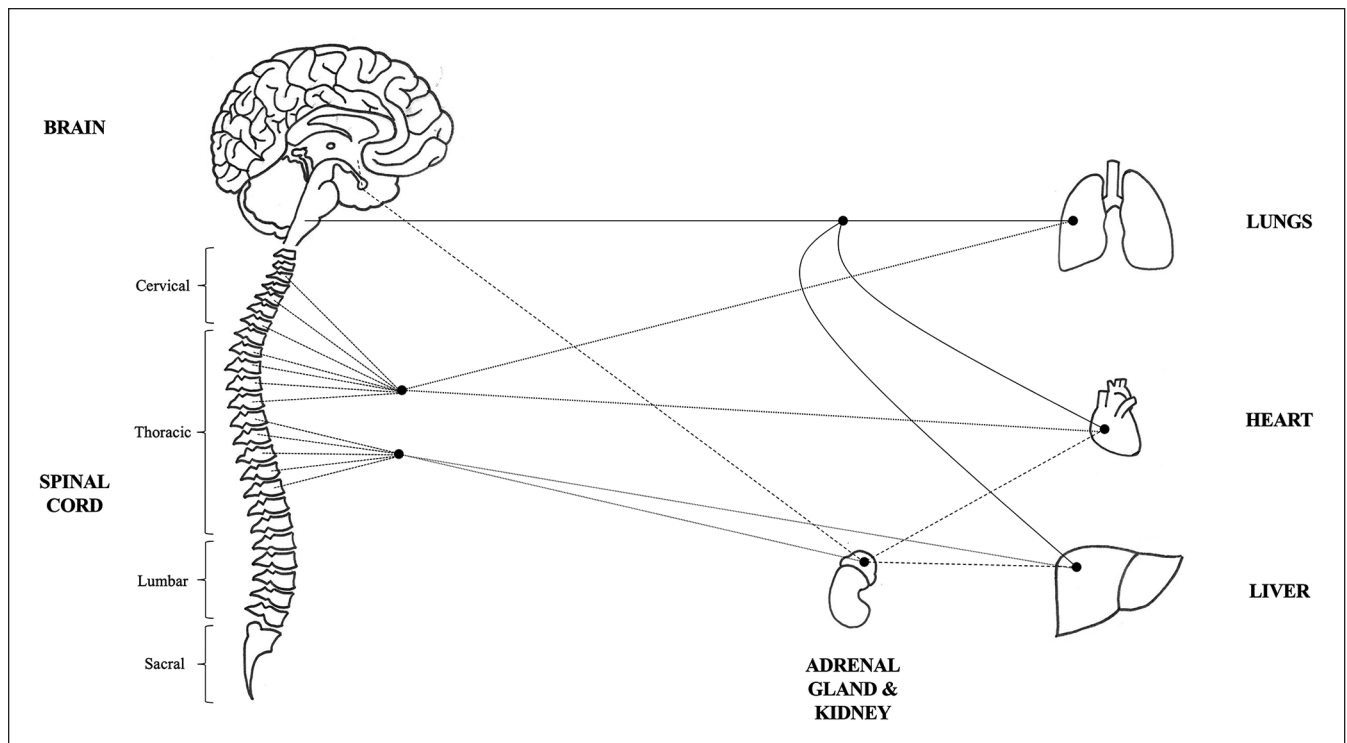 BRAIN
LUNGS
Cervical
HEART
Thoracic
SPINAL
CORD
Lumbar
LIVER
Sacral
ADRENAL
GLAND &
KIDNEY